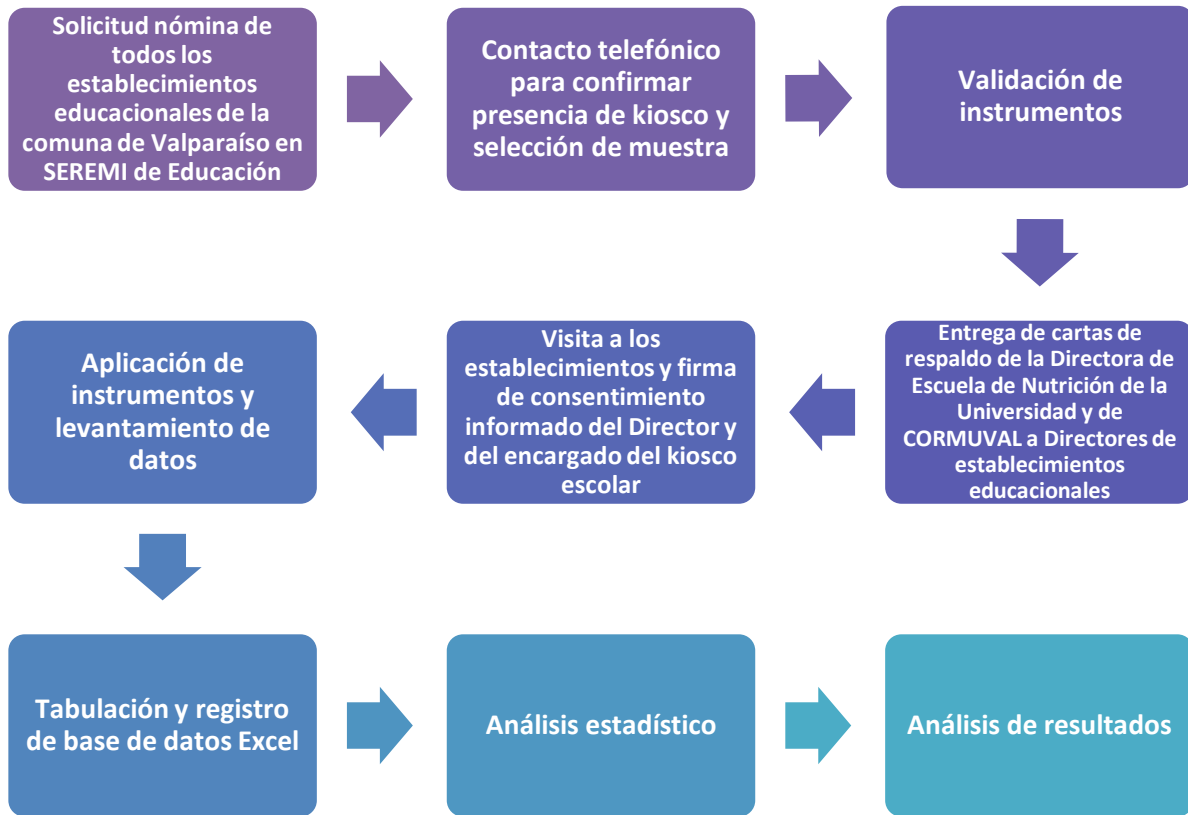 Solicitud nómina de
todos los
establecimientos
educacionales de la
comuna de Valparaíso en
SEREMI de Educación
Contacto telefónico
para confirmar
presencia de kiosco y
selección de muestra
Validación de
instrumentos
Entrega de cartas de
respaldo de la Directora de
Escuela de Nutrición de la
Universidad y de
CORMUVAL a Directores de
establecimientos
educacionales
Visita a los
establecimientos y firma
de consentimiento
informado del Director y
del encargado del kiosco
escolar
Aplicación de
instrumentos y
levantamiento de
datos
Tabulación y registro
de base de datos Excel
Análisis estadístico
Análisis de resultados